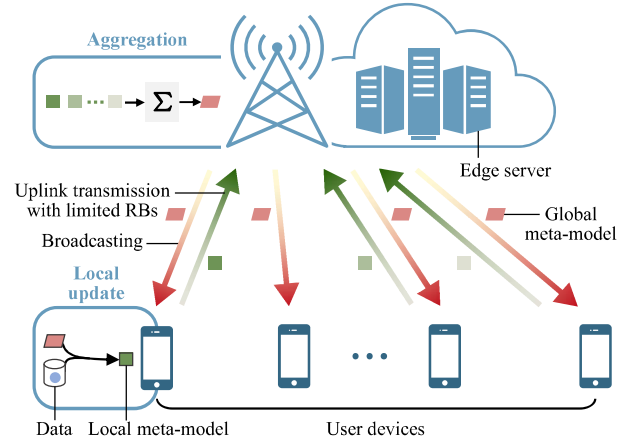 Aggregation
Σ
Edge server
Uplink transmission
with limited RBs
Broadcasting
Global
meta-model
Local
update
Data
Local meta-model
User devices